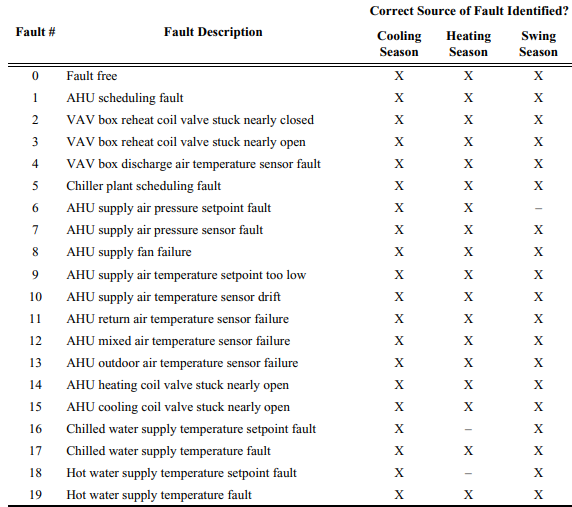 Correct Source of Fault Identified?
Fault # Fault Description Cooling Season Heating Season Swing Season
0 Fault free X X X
1 AHU scheduling fault X X X
2 VAV box reheat coil valve stuck nearly closed X X X
3 VAV box reheat coil valve stuck nearly open X X X
4 VAV box discharge air temperature sensor fault X X X
5 Chiller plant scheduling fault X X X
6 AHU supply air pressure setpoint fault X X –
7 AHU supply air pressure sensor fault X X X
8 AHU supply fan failure X X X
9 AHU supply air temperature setpoint too low X X X
10 AHU supply air temperature sensor drift X X X
11 AHU return air temperature sensor failure X X X
12 AHU mixed air temperature sensor failure X X X
13 AHU outdoor air temperature sensor failure X X X
14 AHU heating coil valve stuck nearly open X X X
15 AHU cooling coil valve stuck nearly open X X X
16 Chilled water supply temperature setpoint fault X – X
17 Chilled water supply temperature fault X X X
18 Hot water supply temperature setpoint fault X – X
19 Hot water supply temperature fault X X X